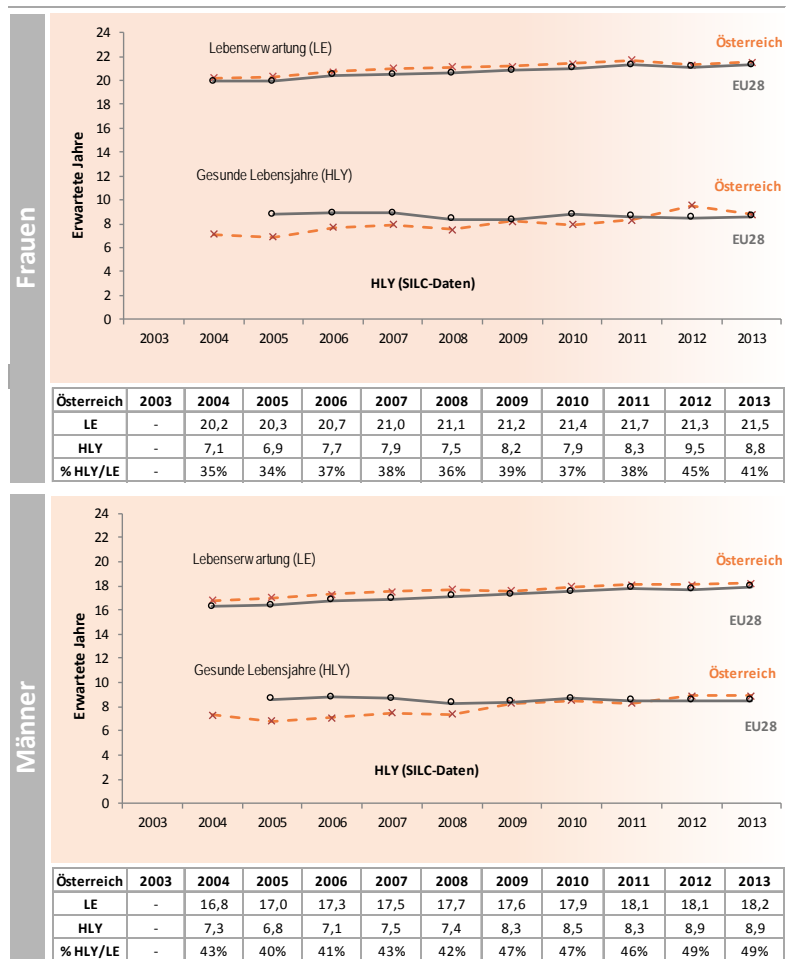 Frauen
24
22
20
18
16
14
12
10
8
6
4
2
0
Erwartete Jahre
Lebenserwartung (LE)
Österreich
EU28
Gesunde Lebensjahre (HLY)
Österreich
EU28
HLY (SILC-Daten)
2003 2004 2005 2006 2007 2008 2009 2010 2011 2012 2013
Österreich 2003 2004 2005 2006 2007 2008 2009 2010 2011 2012 2013
LE - 20,2 20,3 20,7 21,0 21,1 21,2 21,4 21,7 21,3 21,5
HLY - 7,1 6,9 7,7 7,9 7,5 8,2 7,9 8,3 9,5 8,8
% HLY/LE - 35% 34% 37% 38% 36% 39% 37% 38% 45% 41%
Männer
24
22
20
18
16
14
12
10
8
6
4
2
0
Erwartete Jahre
Lebenserwartung (LE)
Österreich
EU28
Gesunde Lebensjahre (HLY)
Österreich
EU28
HLY (SILC-Daten)
2003 2004 2005 2006 2007 2008 2009 2010 2011 2012 2013
Österreich 2003 2004 2005 2006 2007 2008 2009 2010 2011 2012 2013
LE - 16,8 17,0 17,3 17,5 17,7 17,6 17,9 18,1 18,1 18,2
HLY - 7,3 6,8 7,1 7,5 7,4 8,3 8,5 8,3 8,9 8,9
% HLY/LE - 43% 40% 41% 43% 42% 47% 47% 46% 49% 49%